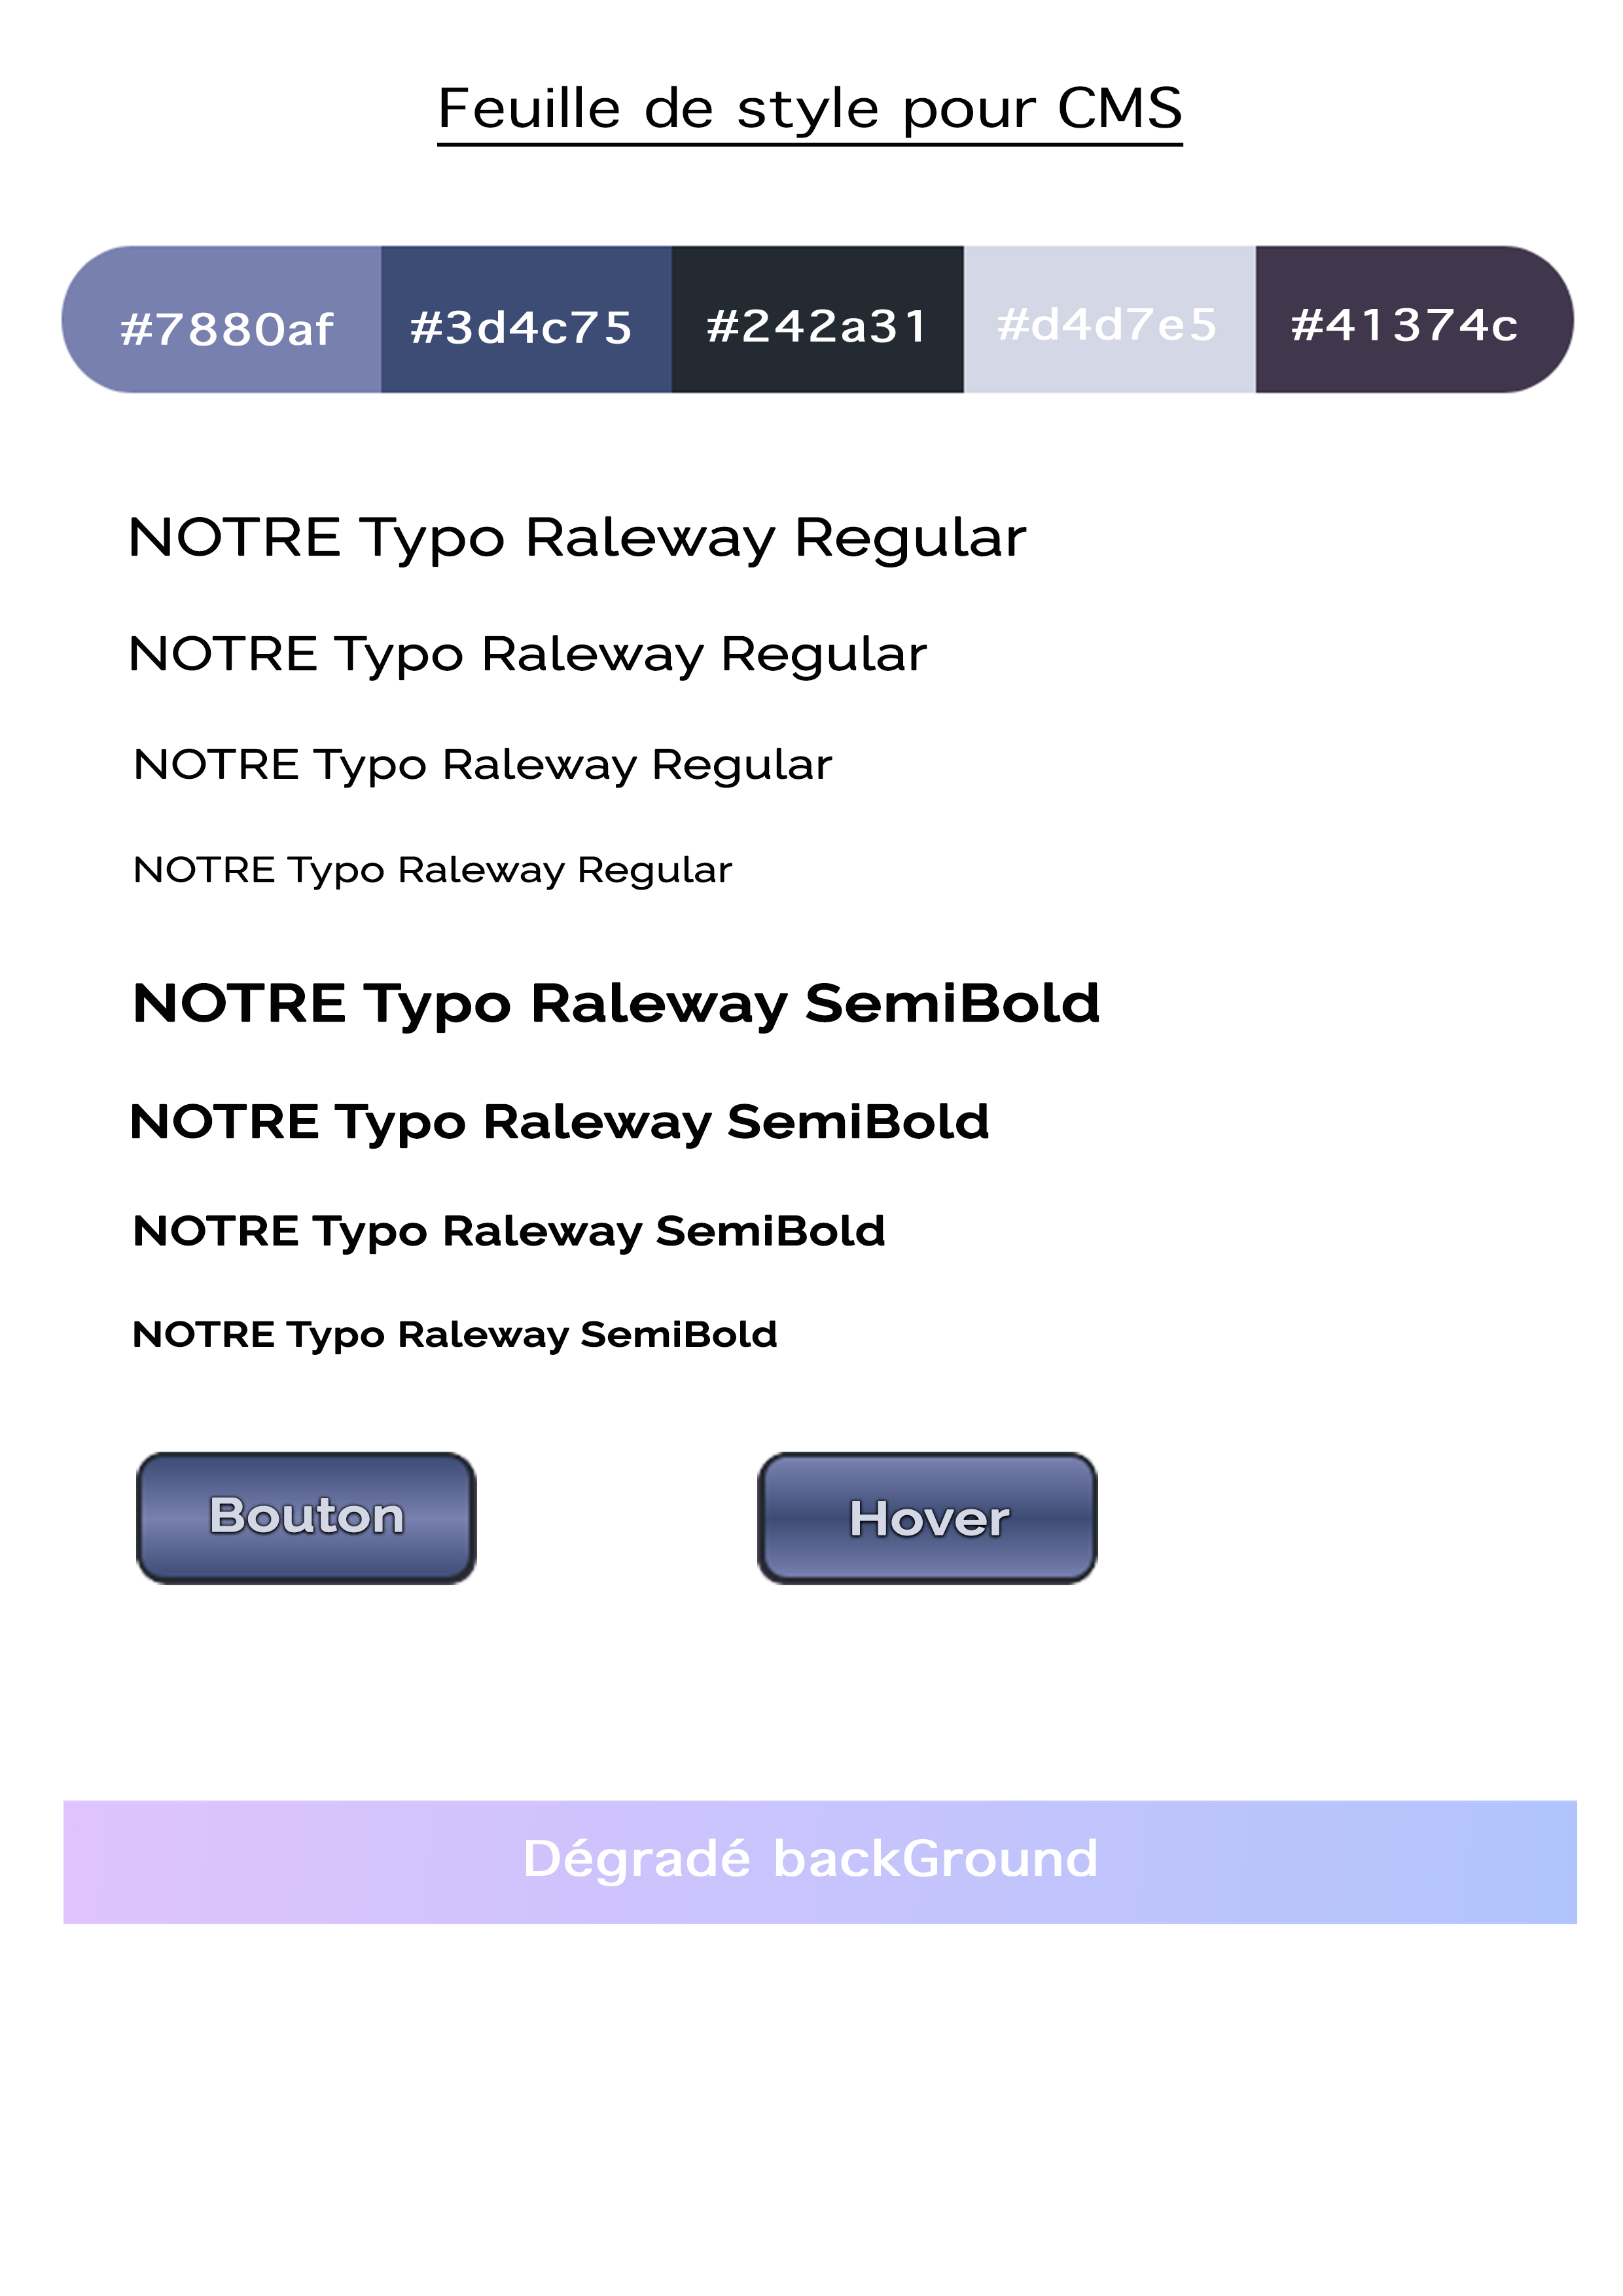 Feuille de style pour CMS
#7880af #3d4c75 #242a31 #d4d7e5 #41374c
NOTRE Typo Raleway Regular
NOTRE Typo Raleway Regular
NOTRE Typo Raleway Regular
NOTRE Typo Raleway Regular
NOTRE Typo Raleway SemiBold
NOTRE Typo Raleway SemiBold
NOTRE Typo Raleway SemiBold
NOTRE Typo Raleway SemiBold
Bouton Hover
Dégradé backGround